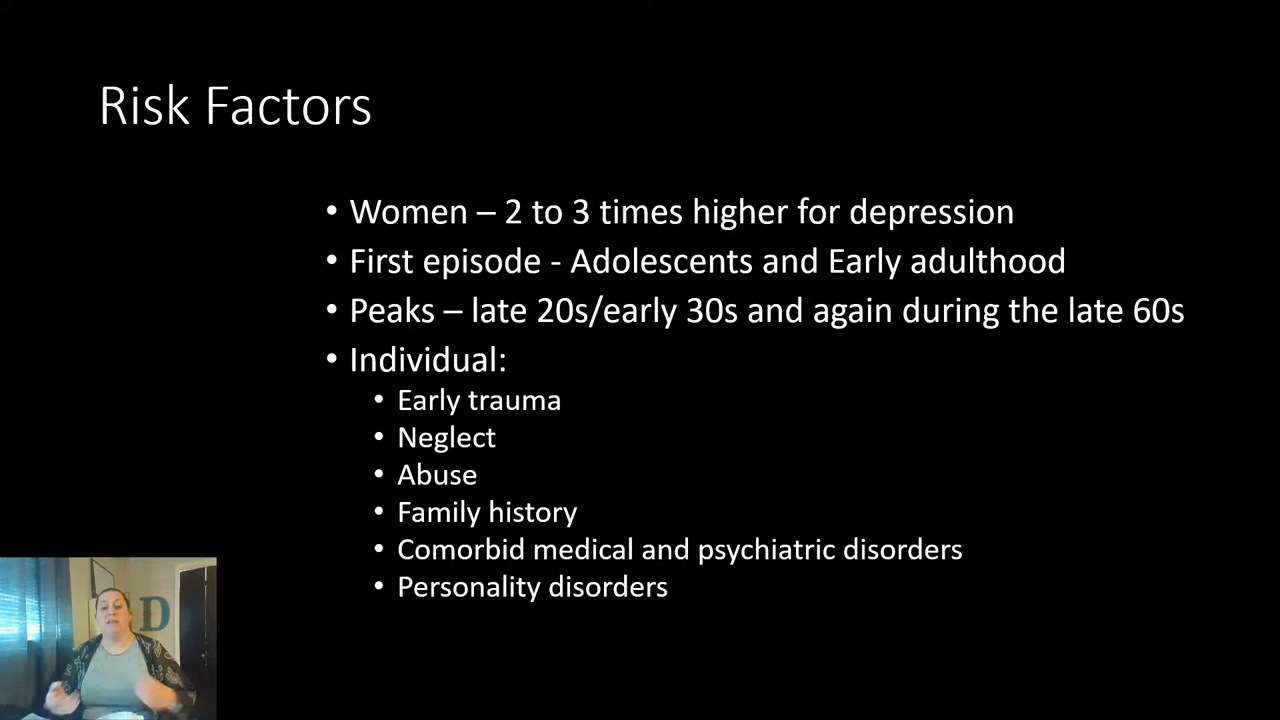 Risk Factors
• Women – 2 to 3 times higher for depression
• First episode - Adolescents and Early adulthood
• Peaks – late 20s/early 30s and again during the late 60s
• Individual:
• Early trauma
• Neglect
• Abuse
• Family history
• Comorbid medical and psychiatric disorders
• Personality disorders
D